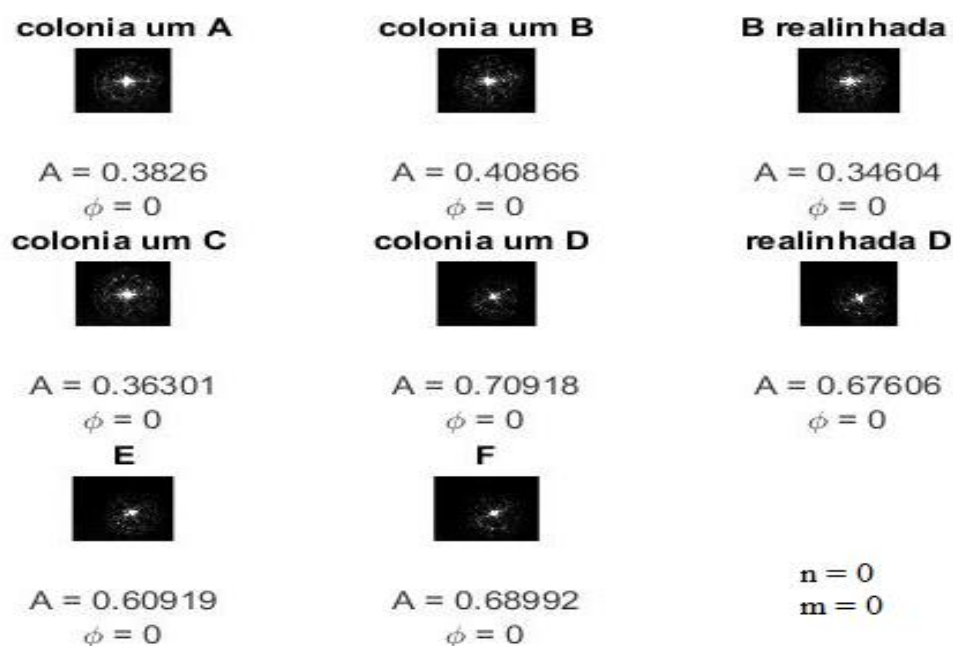 colonia um A
colonia um B
B realinhada
A = 0.3826
A = 0.40866
A = 0.34604
ϕ = 0
ϕ = 0
ϕ = 0
colonia um C
colonia um D
realinhada D
A = 0.36301
A = 0.70918
A = 0.67606
ϕ = 0
ϕ = 0
ϕ = 0
E
F
A = 0.60919
A = 0.68992
ϕ = 0
ϕ = 0
n = 0
m = 0